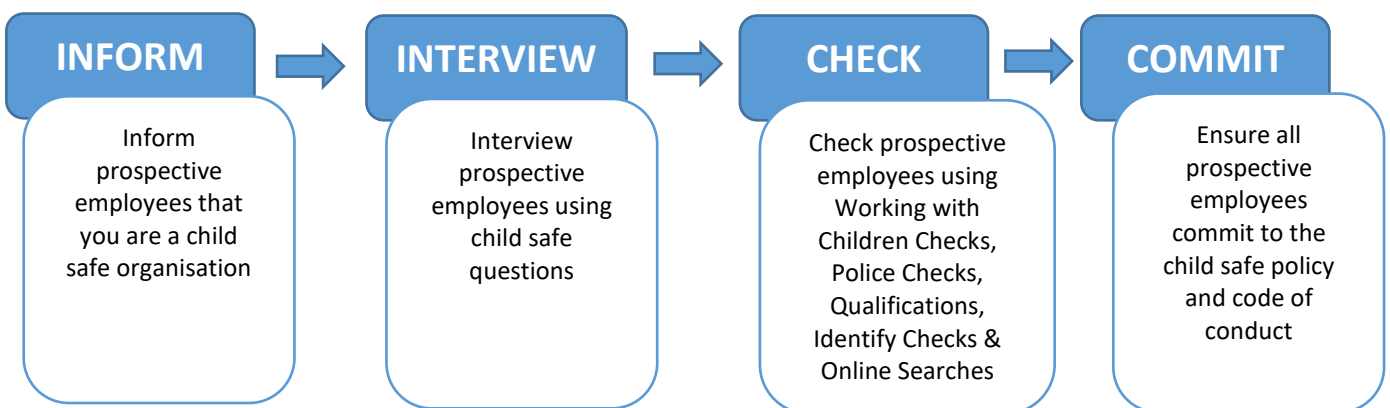 INFORM
Inform
prospective
employees that
you are a child
safe organisation
INTERVIEW
Interview
prospective
employees using
child safe
questions
CHECK
Check prospective
employees using
Working with
Children Checks,
Police Checks,
Qualifications,
Identify Checks &
Online Searches
COMMIT
Ensure all
prospective
employees
commit to the
child safe policy
and code of
conduct